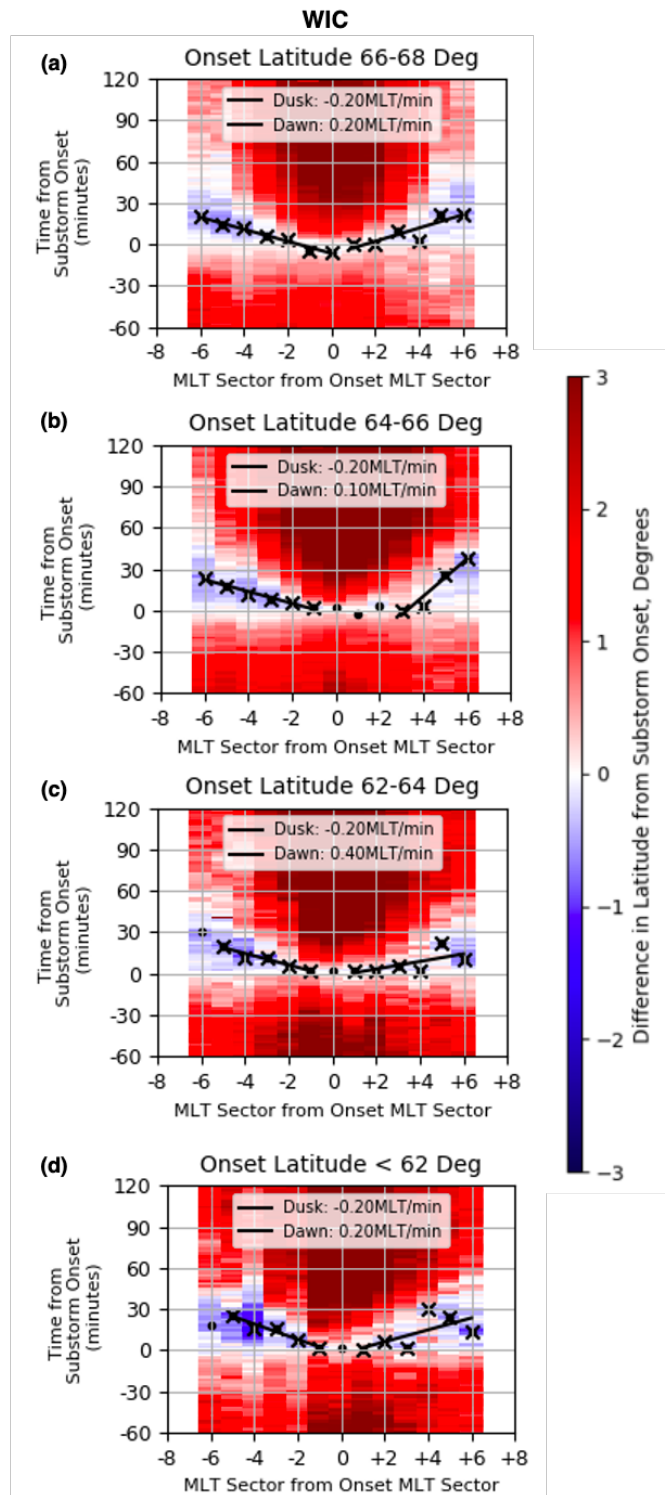 WIC
(a)
Onset Latitude 66-68 Deg
120
90
60
30
0
-30
-60
Time from
Substorm Onset
(minutes)
Dusk: -0.20MLT/min
Dawn: 0.20MLT/min
-8 -6 -4 -2 0 +2 +4 +6 +8
MLT Sector from Onset MLT Sector
(b)
Onset Latitude 64-66 Deg
120
90
60
30
0
-30
-60
Time from
Substorm Onset
(minutes)
Dusk: -0.20MLT/min
Dawn: 0.10MLT/min
-8 -6 -4 -2 0 +2 +4 +6 +8
MLT Sector from Onset MLT Sector
(c)
Onset Latitude 62-64 Deg
120
90
60
30
0
-30
-60
Time from
Substorm Onset
(minutes)
Dusk: -0.20MLT/min
Dawn: 0.40MLT/min
-8 -6 -4 -2 0 +2 +4 +6 +8
MLT Sector from Onset MLT Sector
(d)
Onset Latitude < 62 Deg
120
90
60
30
0
-30
-60
Time from
Substorm Onset
(minutes)
Dusk: -0.20MLT/min
Dawn: 0.20MLT/min
-8 -6 -4 -2 0 +2 +4 +6 +8
MLT Sector from Onset MLT Sector
3
2
1
0
−1
−2
−3
Difference in Latitude from Substorm Onset, Degrees